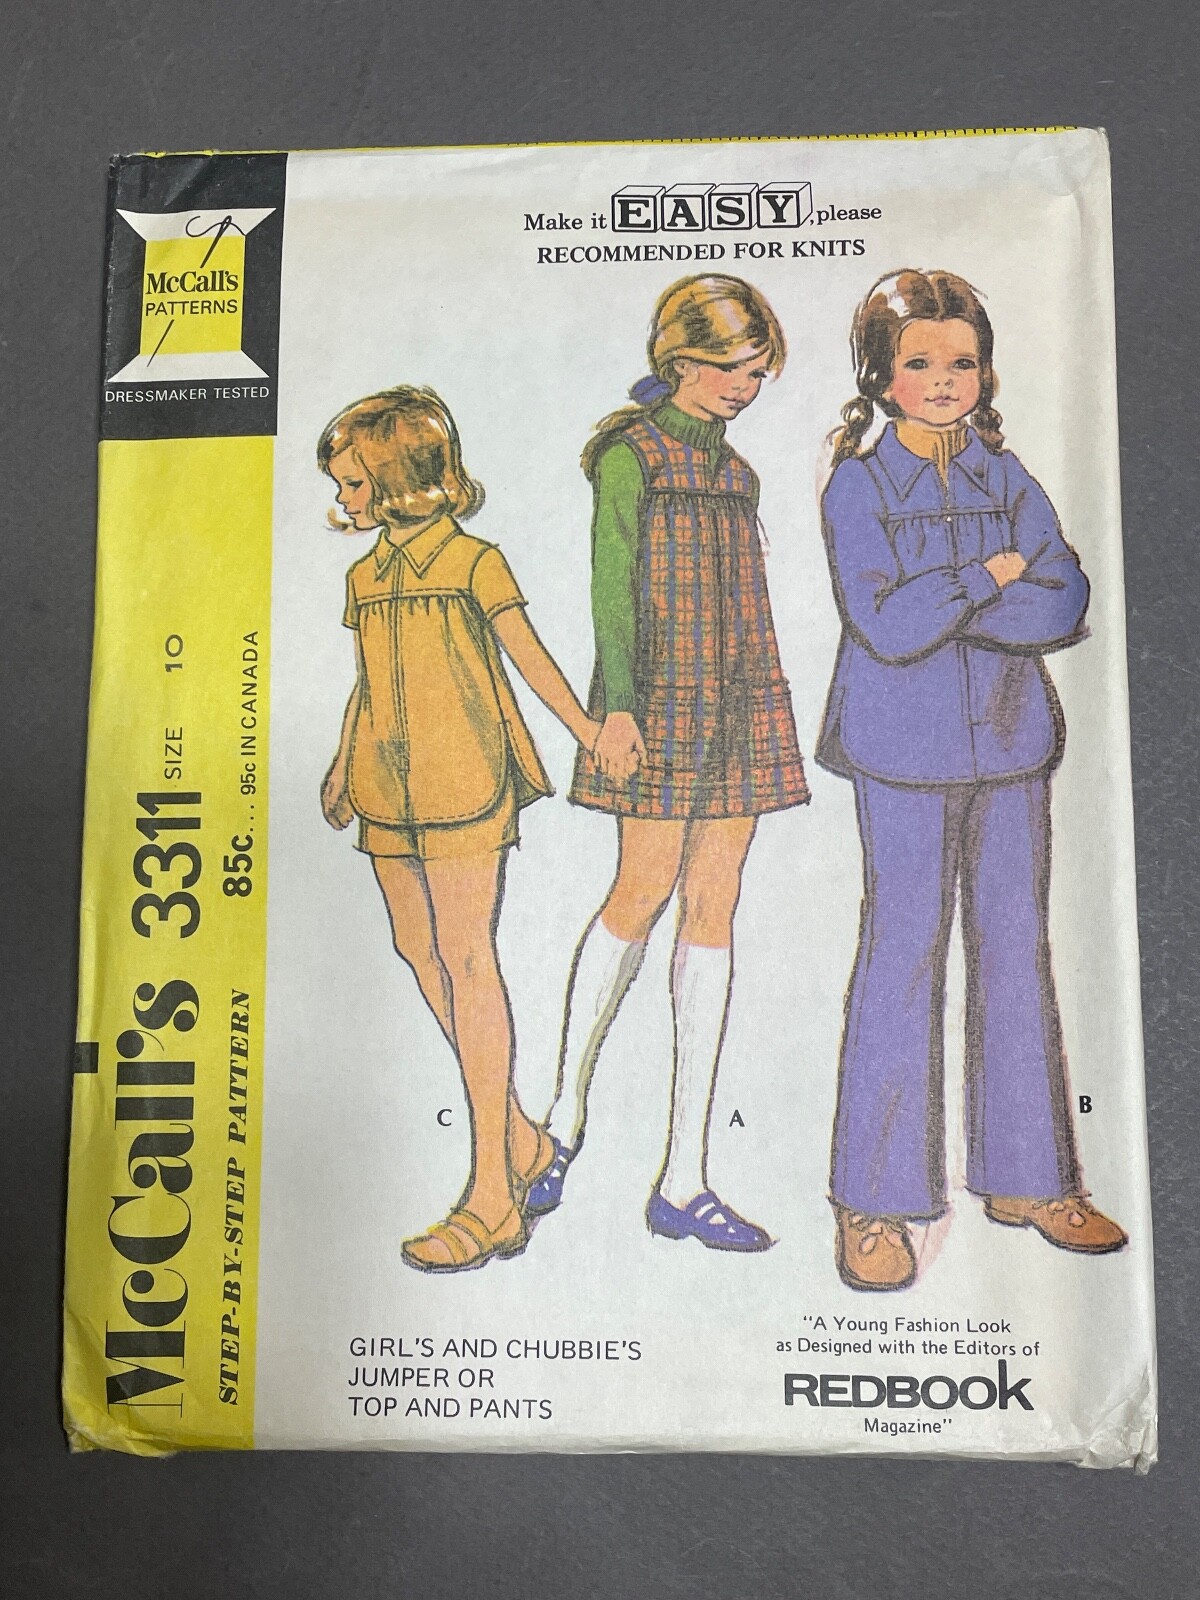 McCall's
PATTERNS
DRESSMAKER TESTED
Make it EASY, please
RECOMMENDED FOR KNITS
McCall's 3311 SIZE 10
STEP-BY-STEP PATTERN 85c... 95c IN CANADA
C
A
B
GIRL'S AND CHUBBIE'S
JUMPER OR
TOP AND PANTS
"A Young Fashion Look
as Designed with the Editors of
REDBOOk
Magazine"